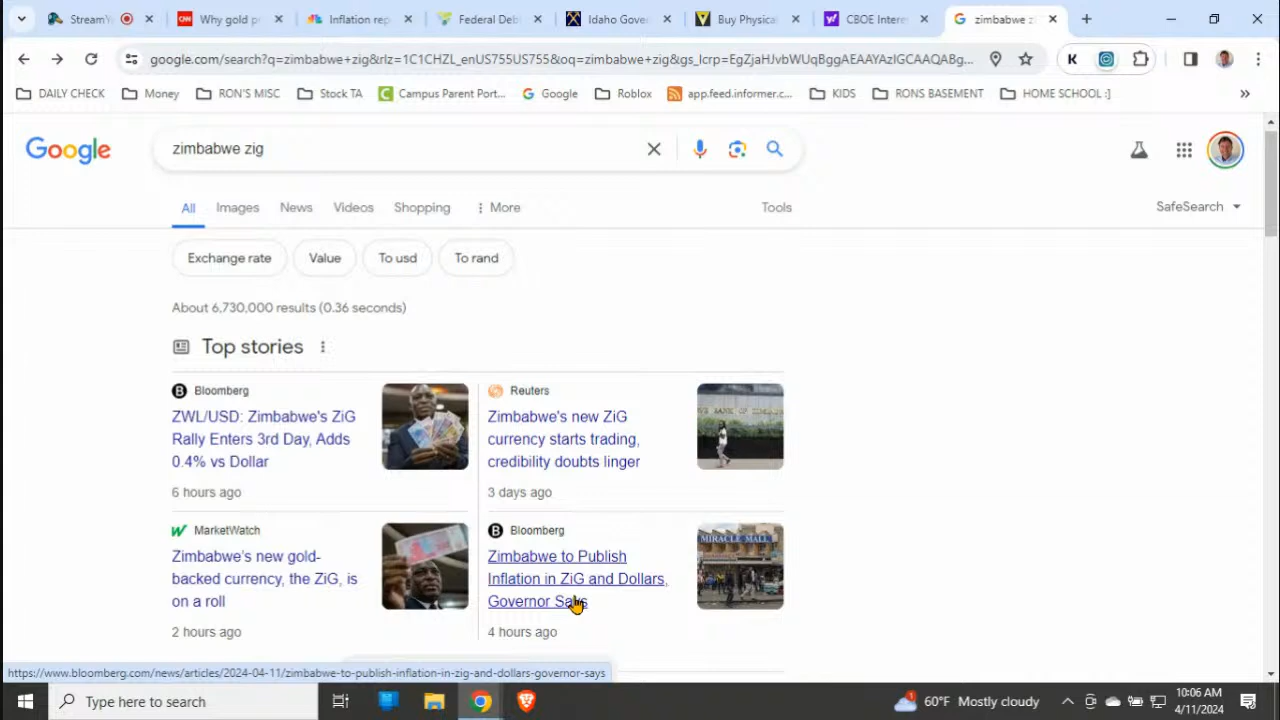 StreamY
Why gold p
Inflation rep
Federal Deb
Idaho Gove
Buy Physica
CBOE Intere
zimbabwe z
google.com/search?q=zimbabwe+zig&rlz=1C1CHZL_enUS755US755&oq=zimbabwe+zig&gs_lcrp=EgZjaHJvbWUqBggAEAAYAzIGCAAQABg...
DAILY CHECK
Money
RON'S MISC
Stock TA
Campus Parent Port...
Google
Roblox
app.feed.informer.c...
KIDS
RONS BASEMENT
HOME SCHOOL :]
Google
zimbabwe zig
All
Images
News
Videos
Shopping
More
Tools
SafeSearch
Exchange rate
Value
To usd
To rand
About 6,730,000 results (0.36 seconds)
Top stories
Bloomberg
ZWL/USD: Zimbabwe's ZiG
Rally Enters 3rd Day, Adds
0.4% vs Dollar
6 hours ago
Reuters
Zimbabwe's new ZiG
currency starts trading,
credibility doubts linger
3 days ago
MarketWatch
Zimbabwe's new gold-
backed currency, the ZiG, is
on a roll
2 hours ago
Bloomberg
Zimbabwe to Publish
Inflation in ZiG and Dollars,
Governor Says
4 hours ago
MIRACLE MALL
https://www.bloomberg.com/news/articles/2024-04-11/zimbabwe-to-publish-inflation-in-zig-and-dollars-governor-says
Type here to search
1
60°F Mostly cloudy
10:06 AM
4/11/2024